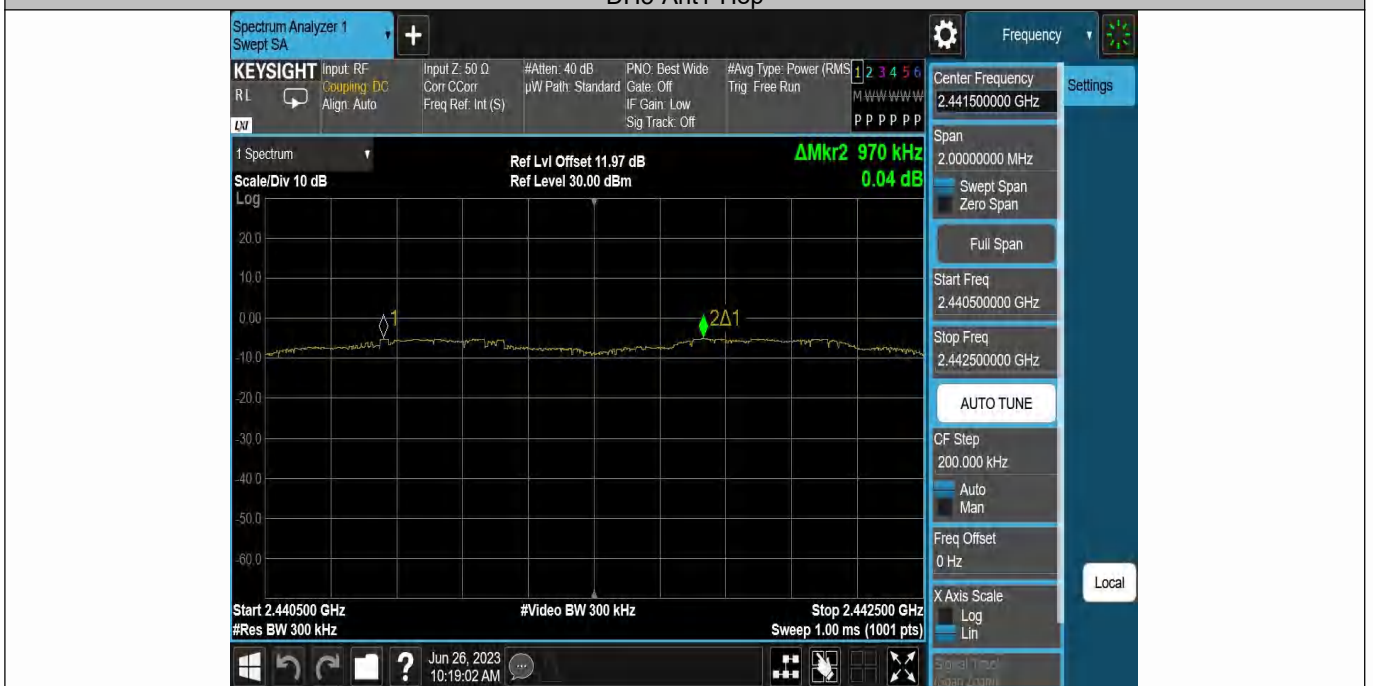 Spectrum Analyzer 1
Swept SA
+
Frequency
KEYSIGHT
RL
LXI
Input: RF
Coupling: DC
Align: Auto
Input Z: 50 Ω
Corr CCorr
Freq Ref: Int (S)
#Atten: 40 dB
µW Path: Standard
PNO: Best Wide
Gate: Off
IF Gain: Low
Sig Track: Off
#Avg Type: Power (RMS
Trig: Free Run
1 2 3 4 5 6
M W W W W W
P P P P P P
Center Frequency
2.441500000 GHz
Settings
1 Spectrum
Scale/Div 10 dB
Ref Lvl Offset 11.97 dB
Ref Level 30.00 dBm
ΔMkr2 970 kHz
0.04 dB
Log
20.0
10.0
0.00
-10.0
-20.0
-30.0
-40.0
-50.0
-60.0
1
2Δ1
Start 2.440500 GHz
#Res BW 300 kHz
#Video BW 300 kHz
Stop 2.442500 GHz
Sweep 1.00 ms (1001 pts)
Span
2.00000000 MHz
Swept Span
Zero Span
Full Span
Start Freq
2.440500000 GHz
Stop Freq
2.442500000 GHz
AUTO TUNE
CF Step
200.000 kHz
Auto
Man
Freq Offset
0 Hz
X Axis Scale
Log
Lin
Local
?
Jun 26, 2023
10:19:02 AM